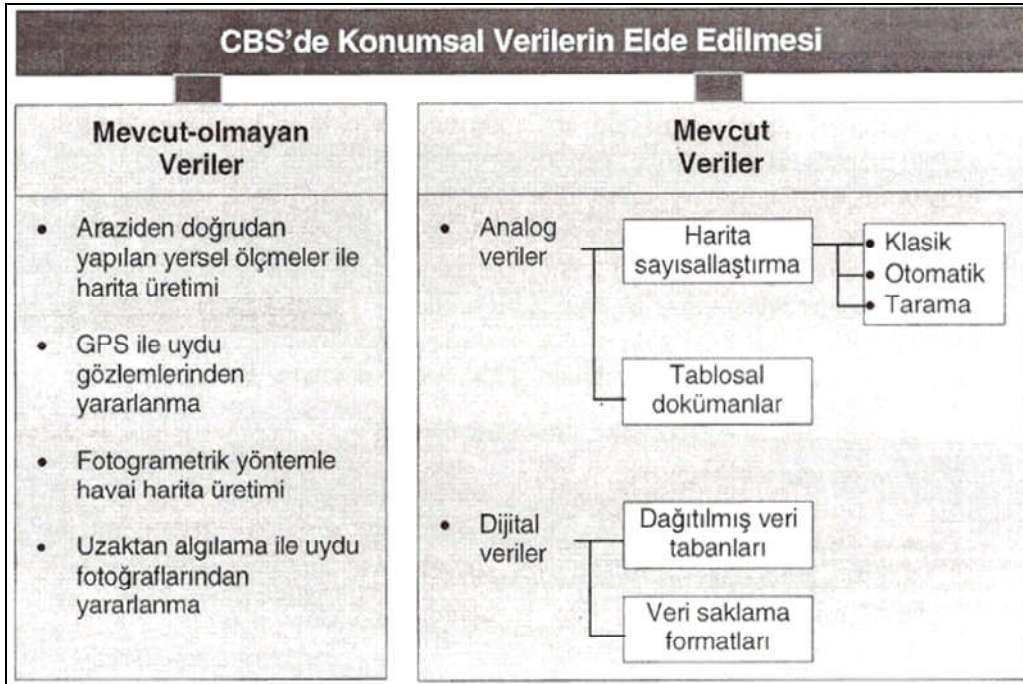 CBS'de Konumsal Verilerin Elde Edilmesi
Mevcut-olmayan
Veriler
• Araziden doğrudan
yapılan yersel ölçmeler ile
harita üretimi
• GPS ile uydu
gözlemlerinden
yararlanma
• Fotogrametrik yöntemle
havai harita üretimi
• Uzaktan algılama ile uydu
fotoğraflarından
yararlanma
Mevcut
Veriler
• Analog
veriler
Harita
sayısallaştırma
• Klasik
• Otomatik
• Tarama
Tablosal
dokümanlar
• Dijital
veriler
Dağıtılmış veri
tabanları
Veri saklama
formatları